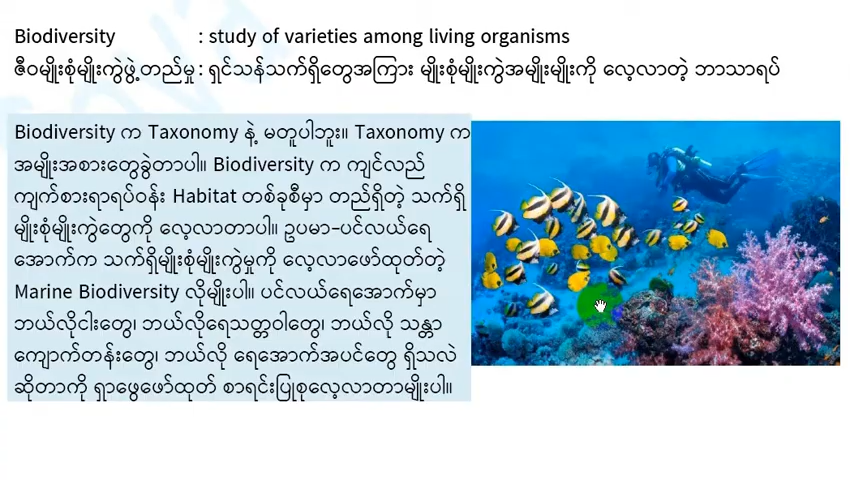 Biodiversity : study of varieties among living organisms
ဇီဝမျိုးစုံမျိုးကွဲဖွဲ့တည်မှု : ရှင်သန်သက်ရှိတွေအကြား မျိုးစုံမျိုးကွဲအမျိုးမျိုးကို လေ့လာတဲ့ ဘာသာရပ်
Biodiversity က Taxonomy နဲ့ မတူပါဘူး။ Taxonomy က
အမျိုးအစားတွေခွဲတာပါ။ Biodiversity က ကျင်လည်
ကျက်စားရာရပ်ဝန်း Habitat တစ်ခုစီမှာ တည်ရှိတဲ့ သက်ရှိ
မျိုးစုံမျိုးကွဲတွေကို လေ့လာတာပါ။ ဥပမာ-ပင်လယ်ရေ
အောက်က သက်ရှိမျိုးစုံမျိုးကွဲမှုကို လေ့လာဖော်ထုတ်တဲ့
Marine Biodiversity လိုမျိုးပါ။ ပင်လယ်ရေအောက်မှာ
ဘယ်လိုငါးတွေ၊ ဘယ်လိုရေသတ္တဝါတွေ၊ ဘယ်လို သန္တာ
ကျောက်တန်းတွေ၊ ဘယ်လို ရေအောက်အပင်တွေ ရှိသလဲ
ဆိုတာကို ရှာဖွေဖော်ထုတ် စာရင်းပြုစုလေ့လာတာမျိုးပါ။